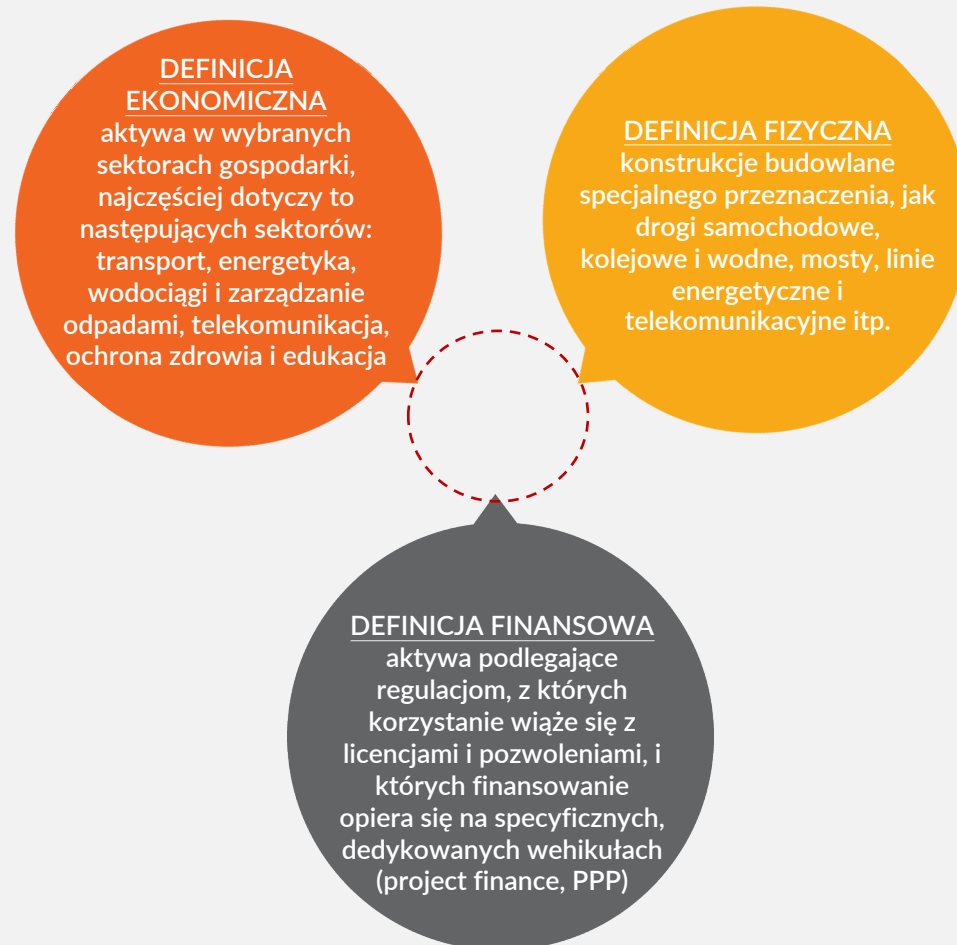 DEFINICJA
EKONOMICZNA
aktywa w wybranych
sektorach gospodarki,
najczęściej dotyczy to
następujących sektorów:
transport, energetyka,
wodociągi i zarządzanie
odpadami, telekomunikacja,
ochrona zdrowia i edukacja
DEFINICJA FIZYCZNA
konstrukcje budowlane
specjalnego przeznaczenia, jak
drogi samochodowe,
kolejowe i wodne, mosty, linie
energetyczne i
telekomunikacyjne itp.
DEFINICJA FINANSOWA
aktywa podlegające
regulacjom, z których
korzystanie wiąże się z
licencjami i pozwoleniami, i
których finansowanie
opiera się na specyficznych,
dedykowanych wehikułach
(project finance, PPP)